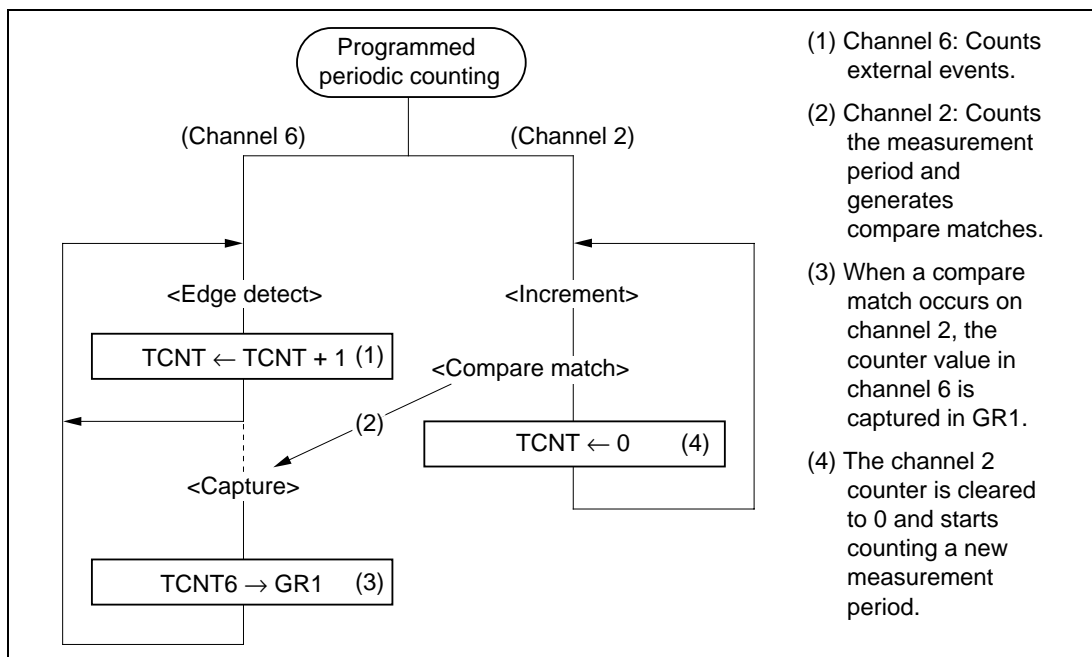 Programmed
periodic counting
(Channel 6)
(Channel 2)
<Edge detect>
<Increment>
TCNT ← TCNT + 1 (1)
<Compare match>
(2)
TCNT ← 0 (4)
<Capture>
TCNT6 → GR1 (3)
(1) Channel 6: Counts
external events.
(2) Channel 2: Counts
the measurement
period and
generates
compare matches.
(3) When a compare
match occurs on
channel 2, the
counter value in
channel 6 is
captured in GR1.
(4) The channel 2
counter is cleared
to 0 and starts
counting a new
measurement
period.